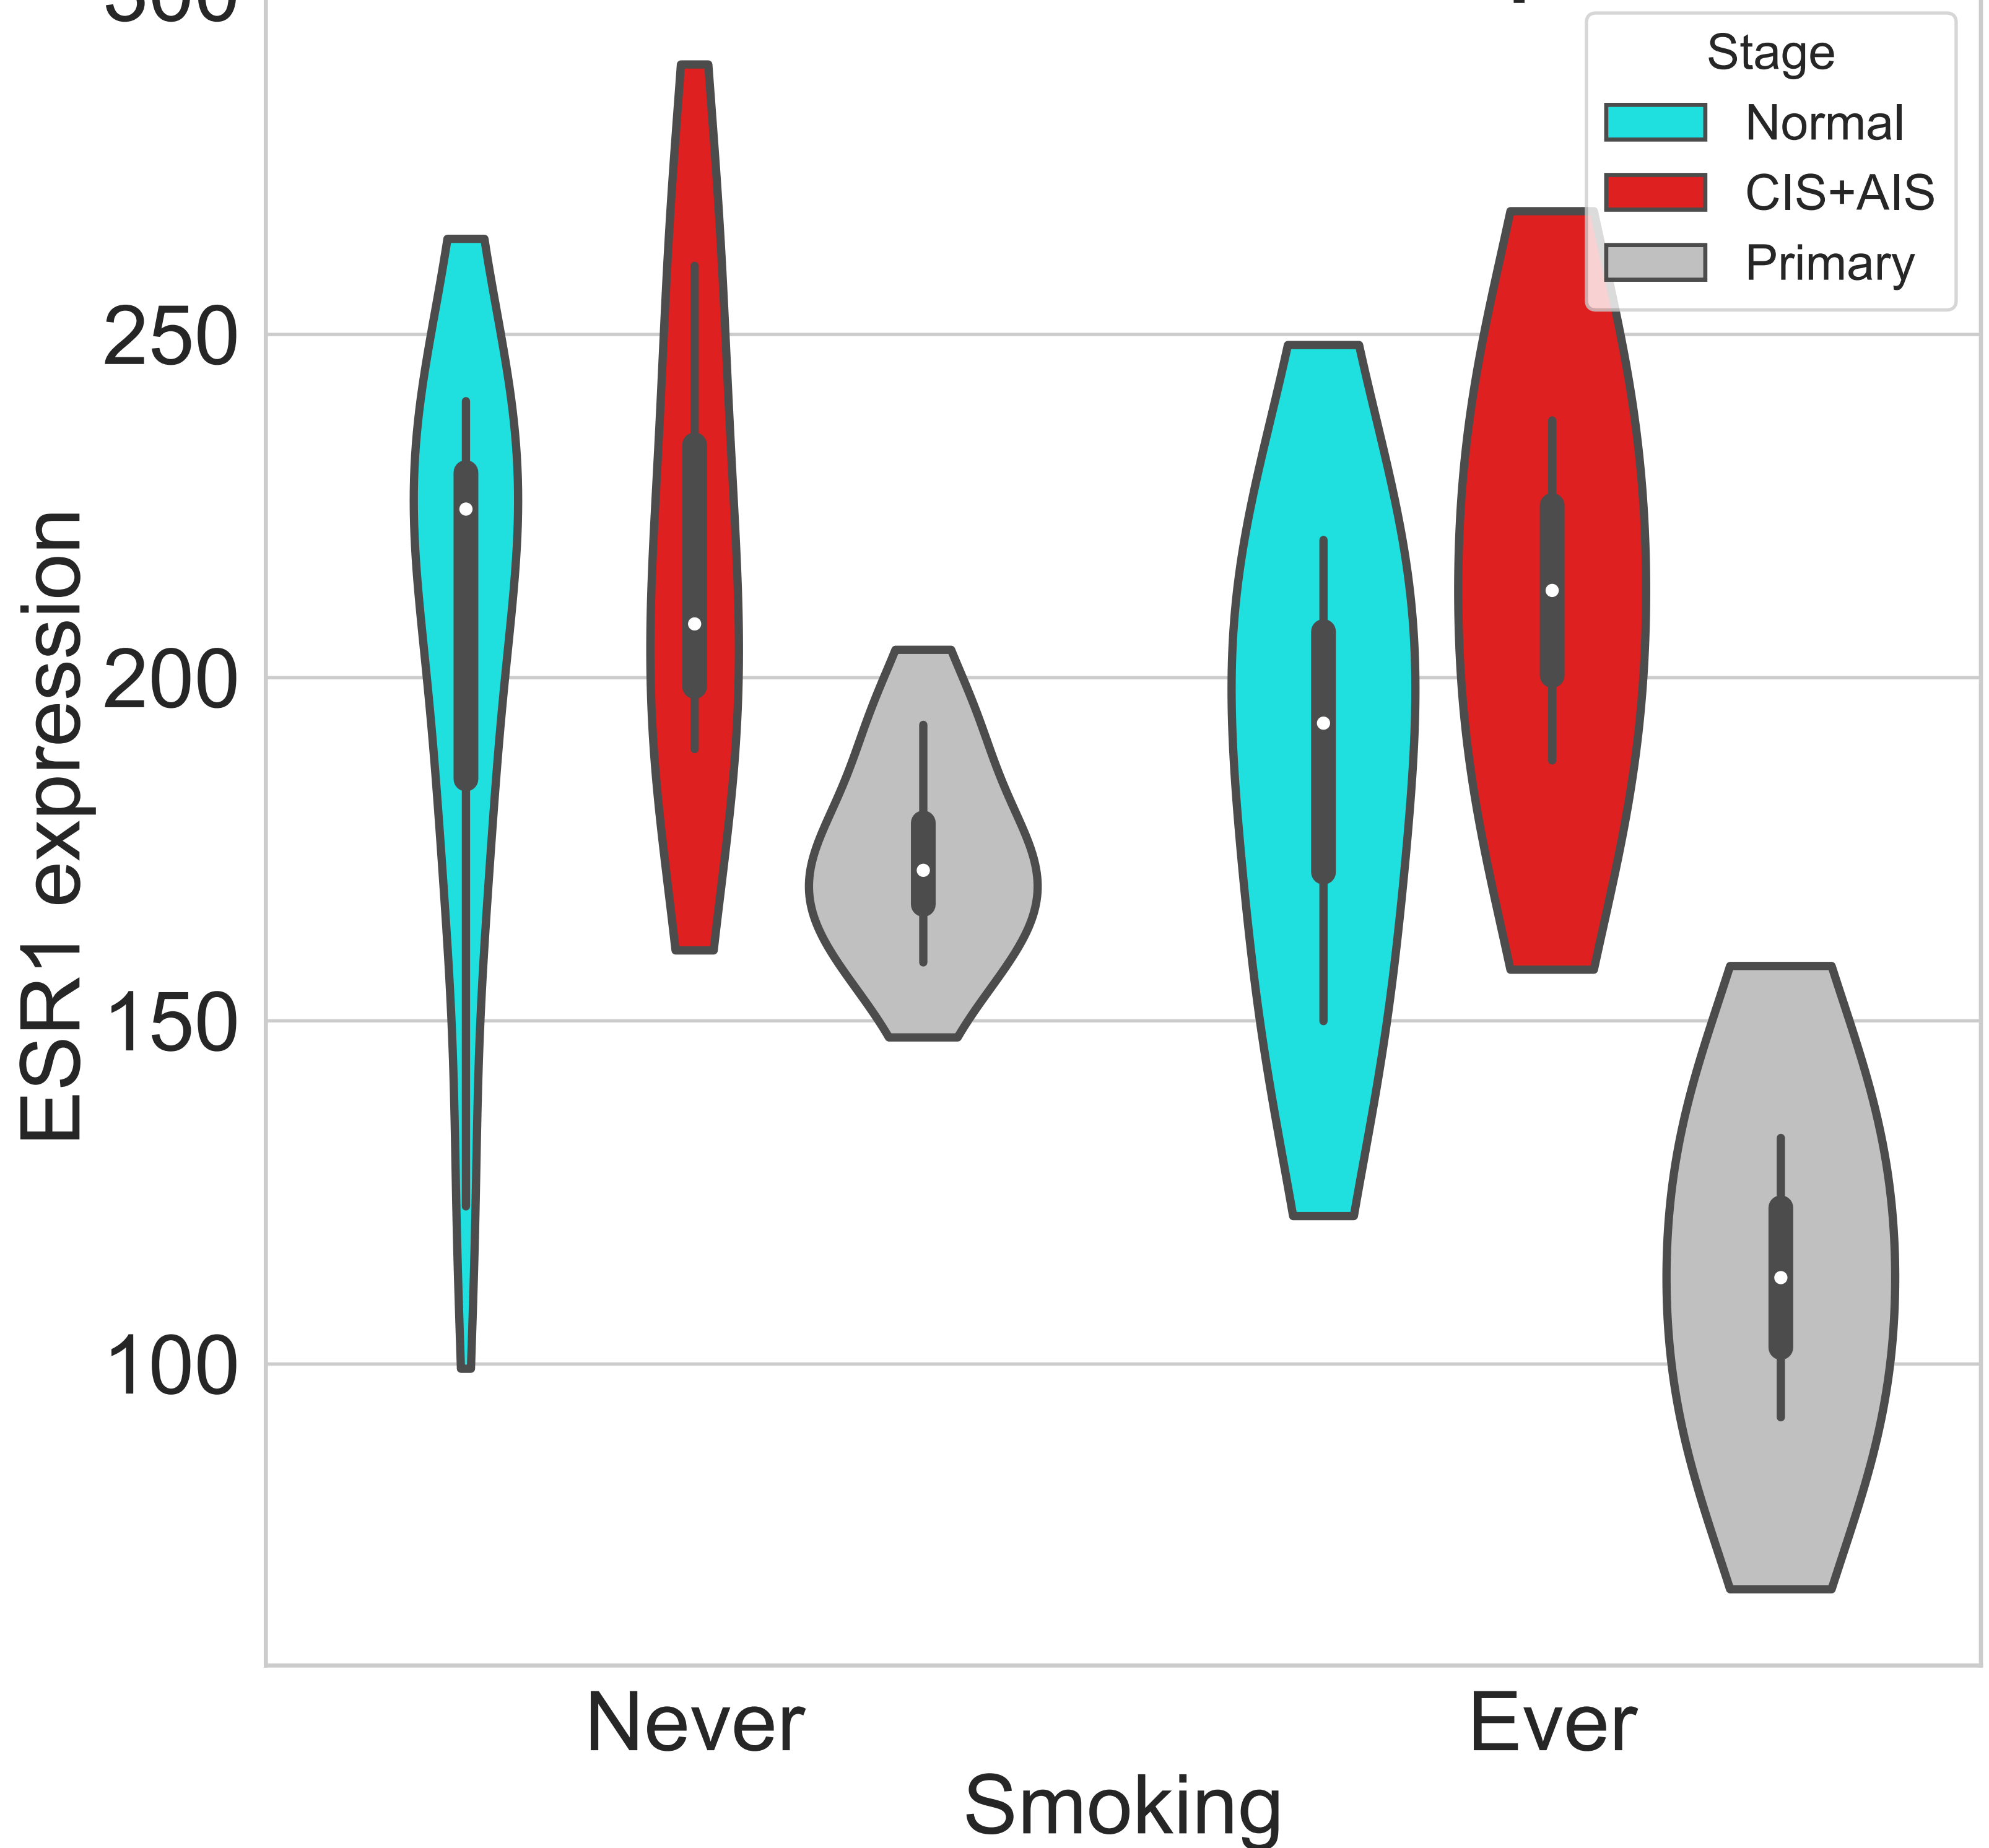 Stage
Normal
CIS+AIS
Primary
250
200
150
100
ESR1 expression
Never
Ever
Smoking